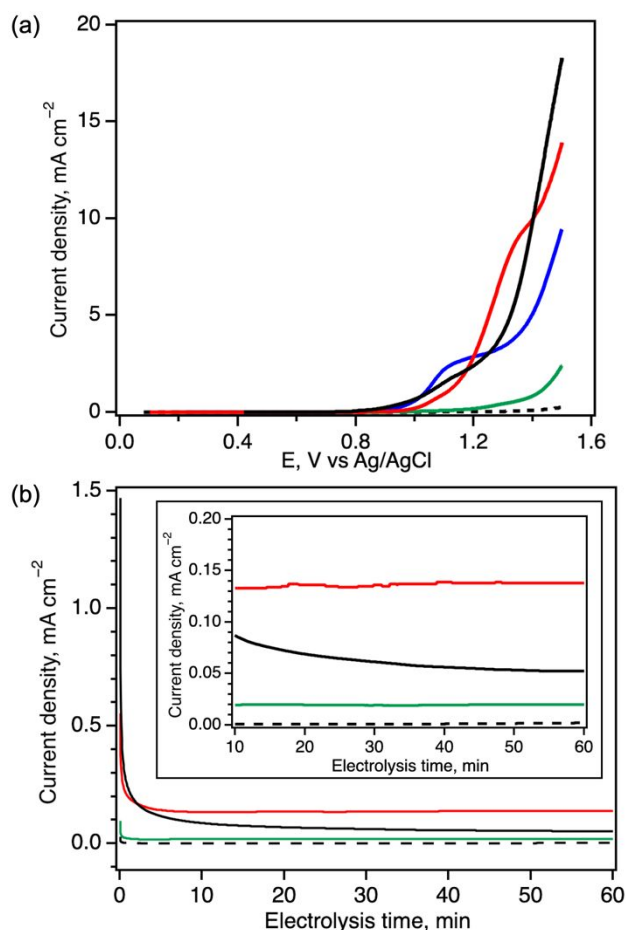 (a)
20
15
10
5
0
Current density, mA cm⁻²
0.0 0.4 0.8 1.2 1.6
E, V vs Ag/AgCl
(b)
1.5
1.0
0.5
0.0
Current density, mA cm⁻²
0.20
0.15
0.10
0.05
0.00
Current density, mA cm⁻²
10 20 30 40 50 60
Electrolysis time, min
0 10 20 30 40 50 60
Electrolysis time, min